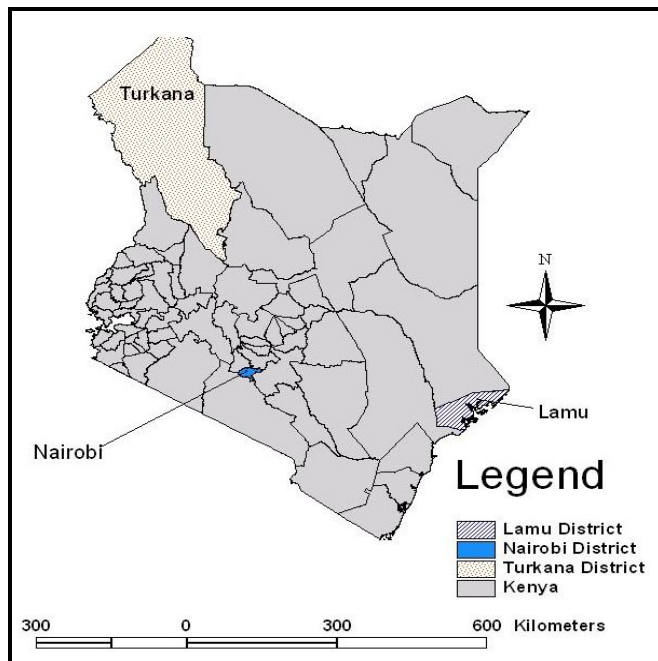 Turkana
N
Lamu
Nairobi
Legend
Lamu District
Nairobi District
Turkana District
Kenya
300 0 300 600 Kilometers